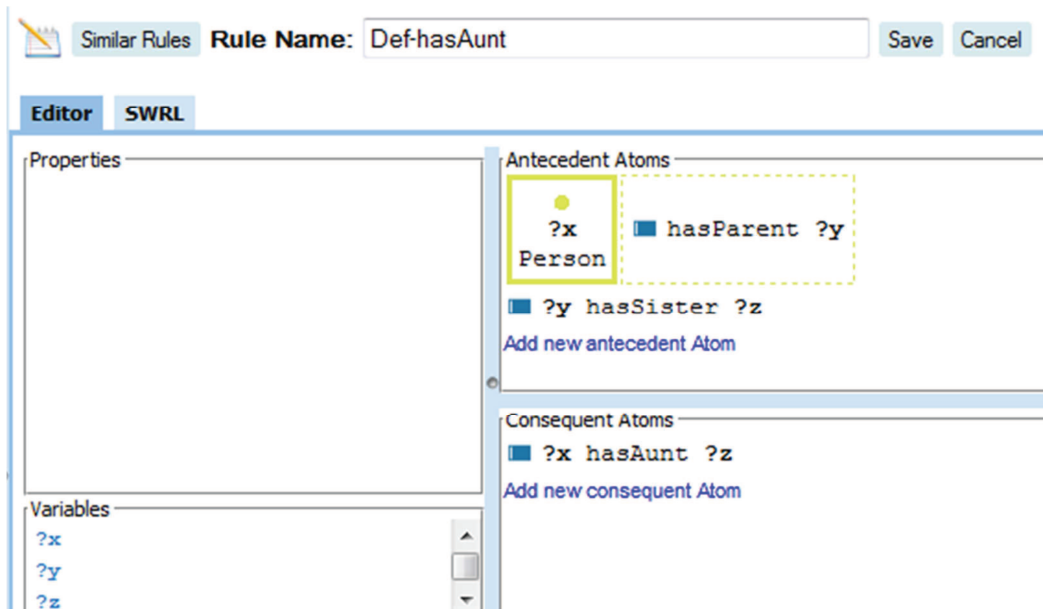 Similar Rules Rule Name: Def-hasAunt Save Cancel
Editor SWRL
Properties
Variables
?x
?y
?z
Antecedent Atoms
?x
Person
hasParent ?y
?y hasSister ?z
Add new antecedent Atom
Consequent Atoms
?x hasAunt ?z
Add new consequent Atom